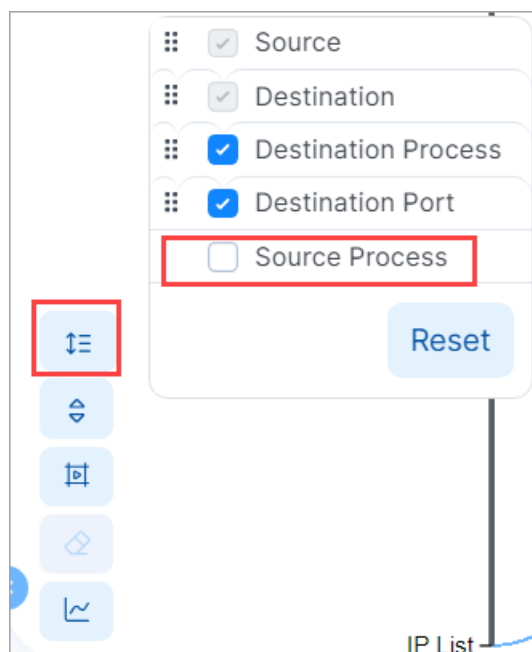 Source
Destination
Destination Process
Destination Port
Source Process
Reset
IP List